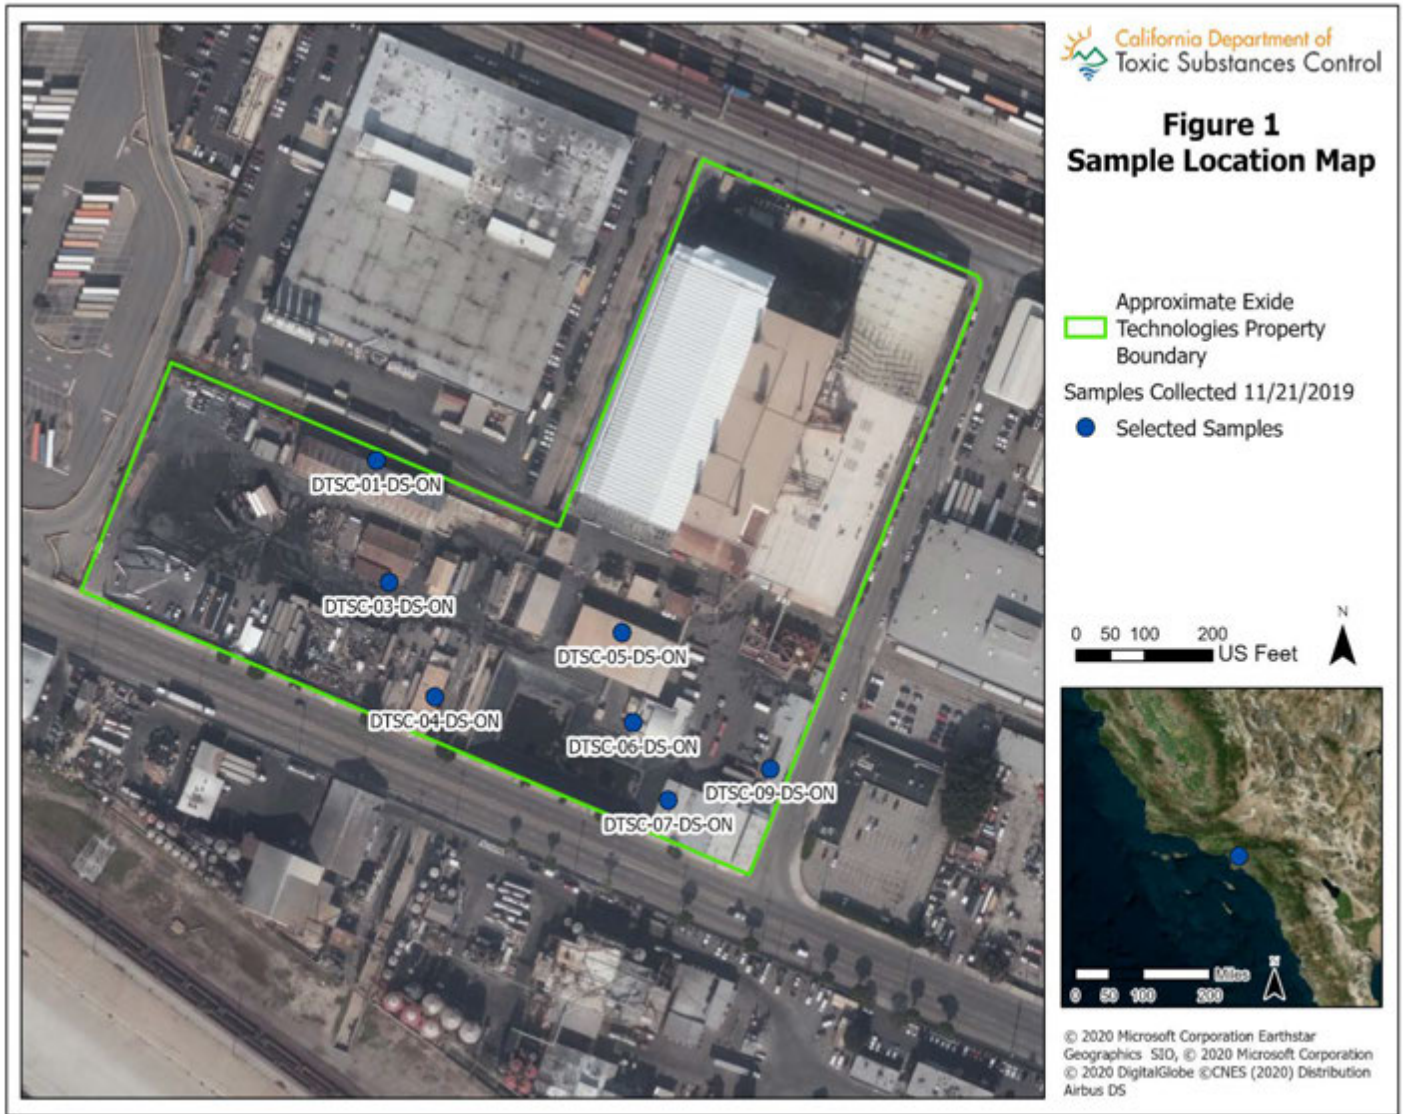 California Department of
Toxic Substances Control
Figure 1
Sample Location Map
Approximate Exide
Technologies Property
Boundary
Samples Collected 11/21/2019
Selected Samples
DTSC-01-DS-ON
DTSC-03-DS-ON
DTSC-05-DS-ON
DTSC-04-DS-ON
DTSC-06-DS-ON
DTSC-09-DS-ON
DTSC-07-DS-ON
N
0 50 100 200
US Feet
N
Miles
0 50 100 200
© 2020 Microsoft Corporation Earthstar
Geographics SIO, © 2020 Microsoft Corporation
© 2020 DigitalGlobe ©CNES (2020) Distribution
Airbus DS